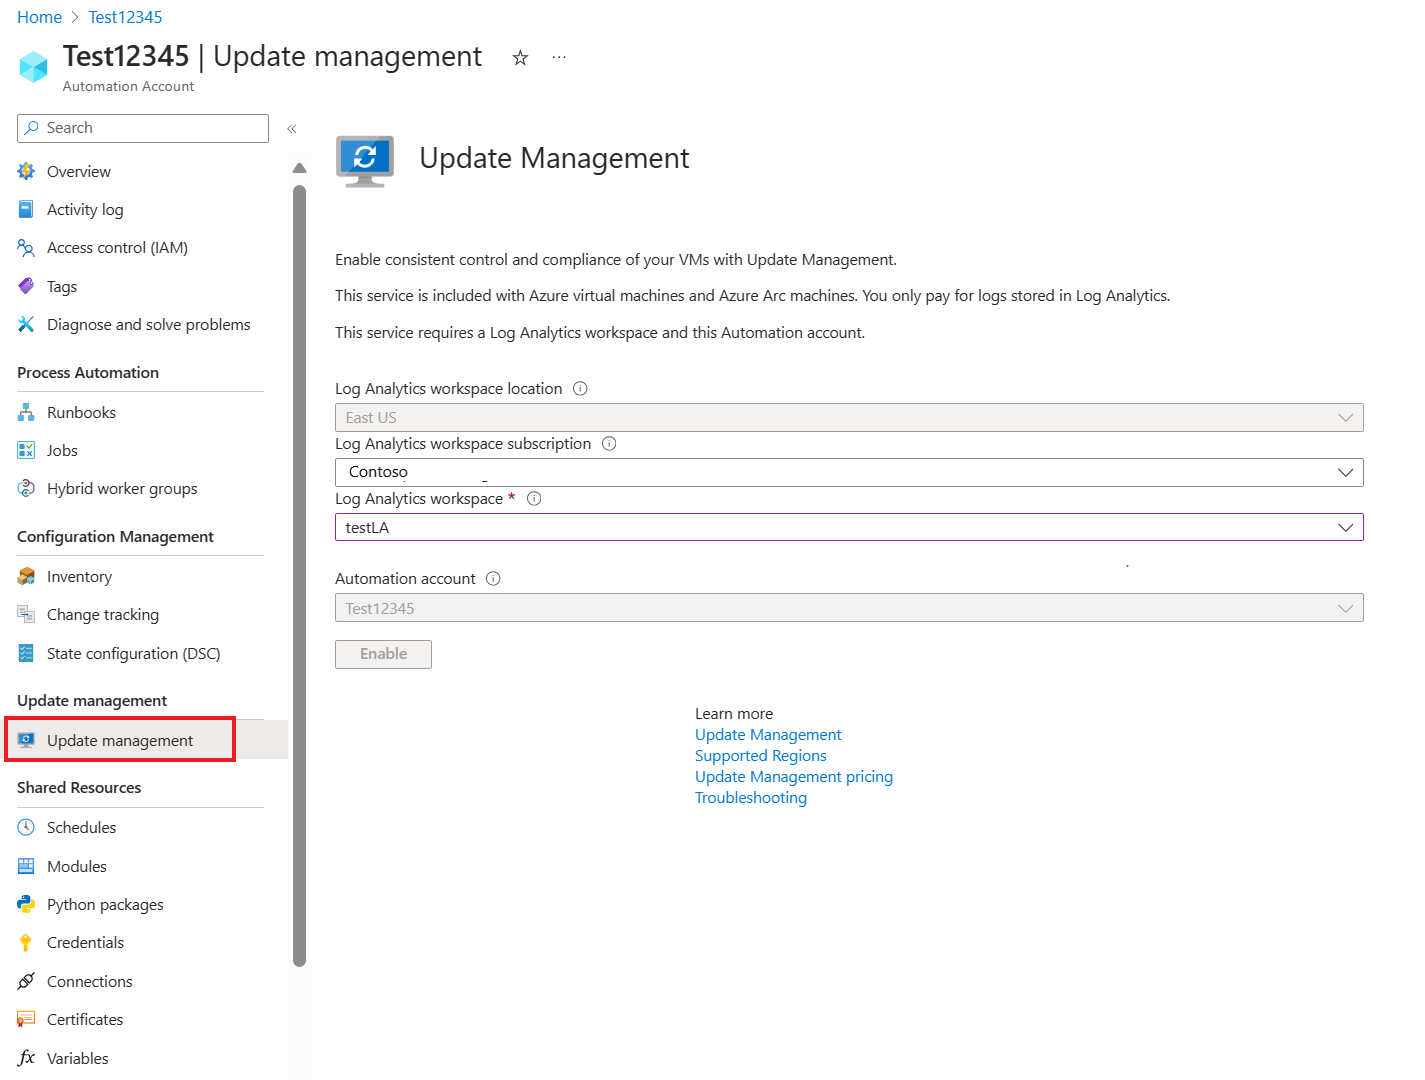 Home > Test12345
Test12345 | Update management
Automation Account
Search
Overview
Activity log
Access control (IAM)
Tags
Diagnose and solve problems
Process Automation
Runbooks
Jobs
Hybrid worker groups
Configuration Management
Inventory
Change tracking
State configuration (DSC)
Update management
Update management
Shared Resources
Schedules
Modules
Python packages
Credentials
Connections
Certificates
Variables
Update Management
Enable consistent control and compliance of your VMs with Update Management.
This service is included with Azure virtual machines and Azure Arc machines. You only pay for logs stored in Log Analytics.
This service requires a Log Analytics workspace and this Automation account.
Log Analytics workspace location
East US
Log Analytics workspace subscription
Contoso
Log Analytics workspace *
testLA
Automation account
Test12345
Enable
Learn more
Update Management
Supported Regions
Update Management pricing
Troubleshooting